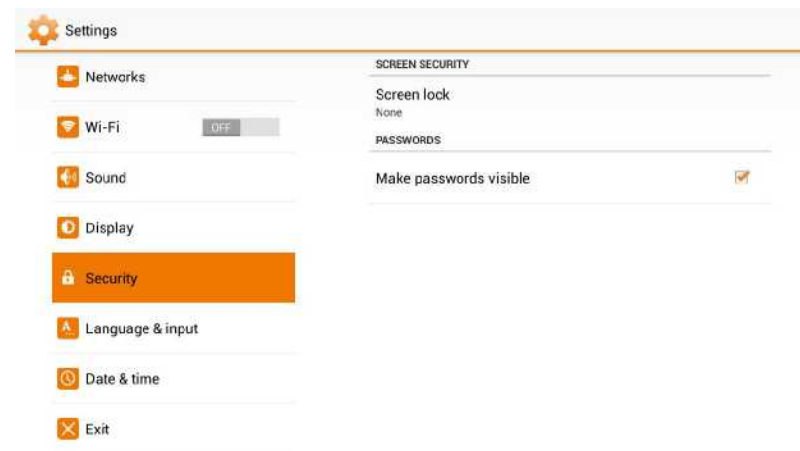 Settings
Networks
Wi-Fi OFF
Sound
Display
Security
Language & input
Date & time
Exit
SCREEN SECURITY
Screen lock
None
PASSWORDS
Make passwords visible